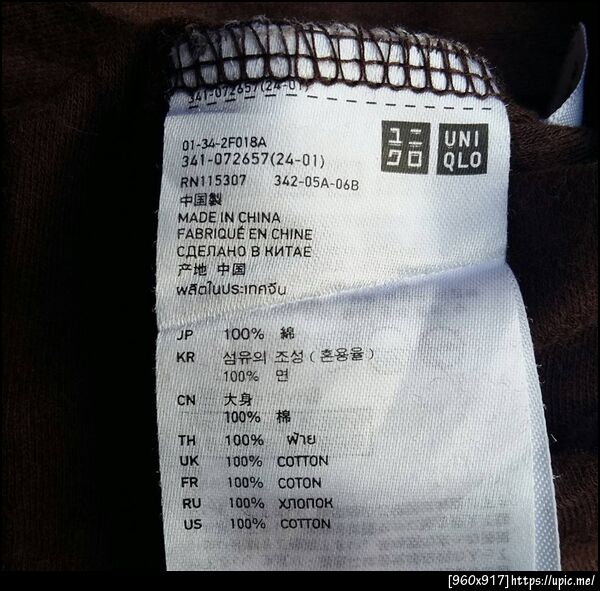 341-072657(24-01)
01-34-2F018A
341-072657(24-01)
RN115307 342-05A-06B
ユニ
クロ
UNI
QLO
中国製
MADE IN CHINA
FABRIQUÉ EN CHINE
СДЕЛАНО В КИТАЕ
产地 中国
ผลิตในประเทศจีน
JP 100% 綿
KR 섬유의 조성 ( 혼용율 )
100% 면
CN 大身
100% 棉
TH 100% ฝ้าย
UK 100% COTTON
FR 100% COTON
RU 100% ХЛОПОК
US 100% COTTON
[960x917]https://upic.me/